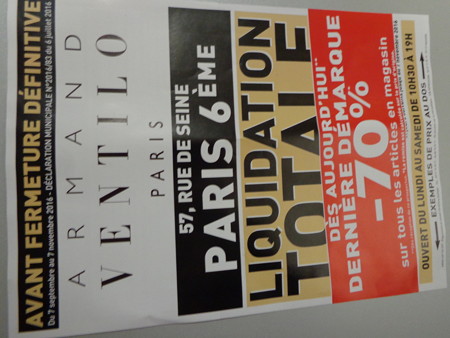 AVANT FERMETURE DÉFINITIVE
Du 7 septembre au 7 novembre 2016 - DÉCLARATION MUNICIPALE N°2016/83 du 6 juillet 2016
ARMAND
VENTILO
PARIS
57, RUE DE SEINE
PARIS 6ÈME
LIQUIDATION
TOTALE
DÈS AUJOURD'HUI**
DERNIÈRE DÉMARQUE
-70%
sur tous les articles en magasin
OUVERT DU LUNDI AU SAMEDI DE 10H30 À 19H
EXEMPLES DE PRIX AU DOS